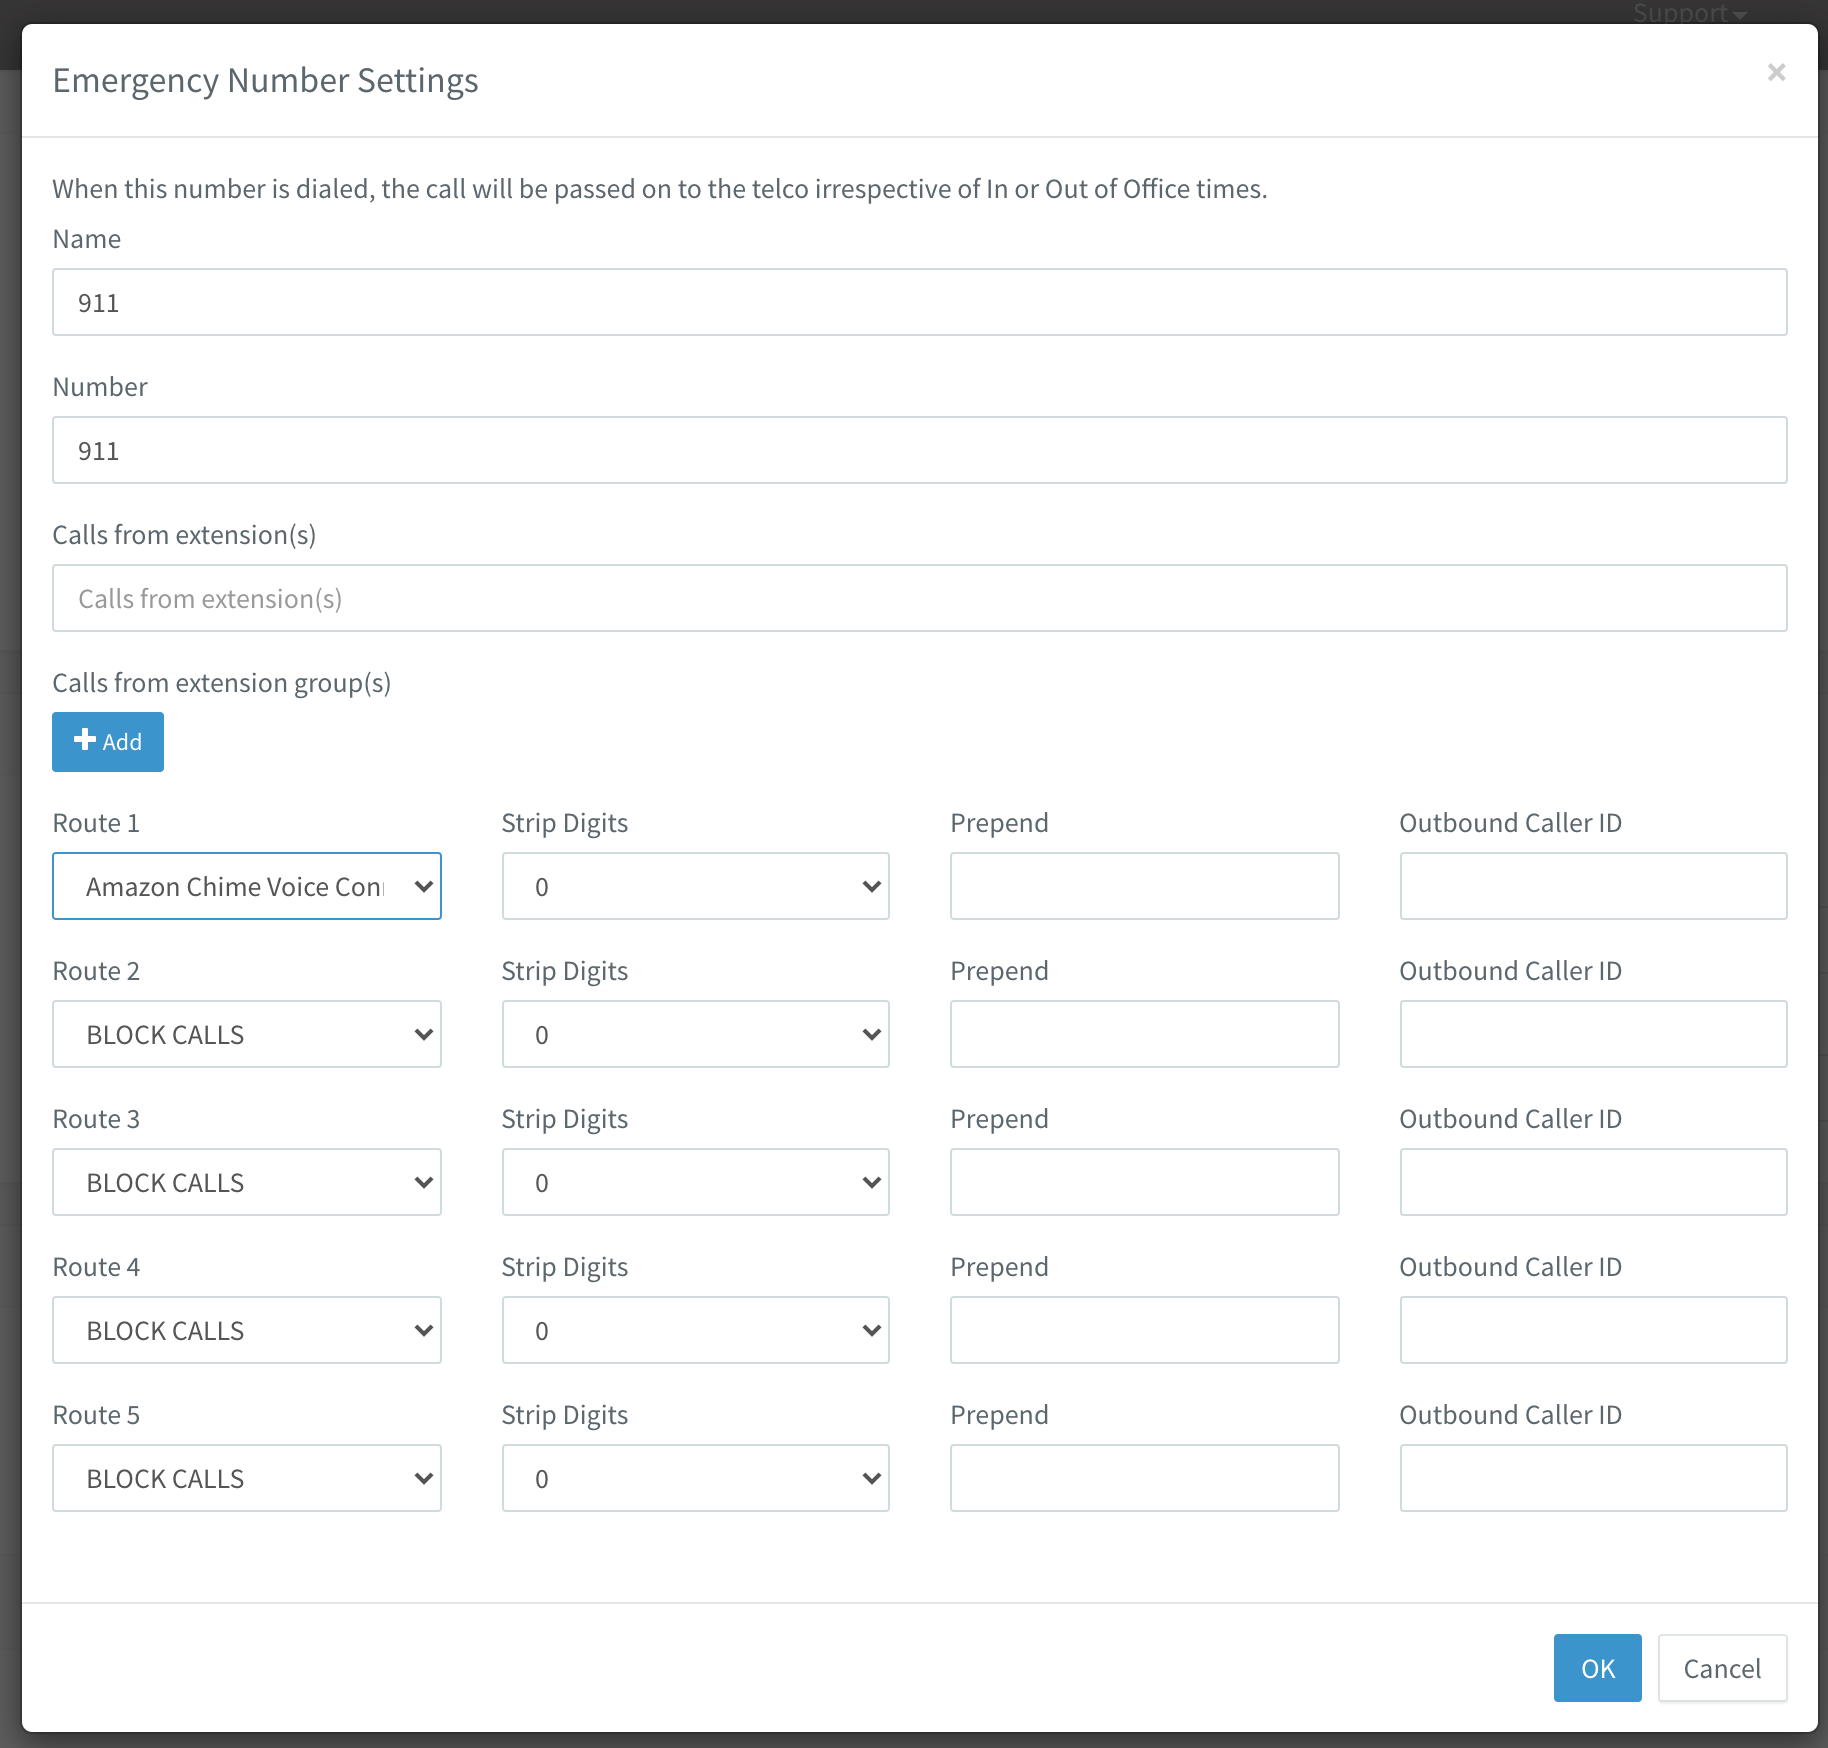 Support
Emergency Number Settings
×
When this number is dialed, the call will be passed on to the telco irrespective of In or Out of Office times.
Name
911
Number
911
Calls from extension(s)
Calls from extension(s)
Calls from extension group(s)
Add
Route 1 Strip Digits Prepend Outbound Caller ID
Amazon Chime Voice Con 0
Route 2 Strip Digits Prepend Outbound Caller ID
BLOCK CALLS 0
Route 3 Strip Digits Prepend Outbound Caller ID
BLOCK CALLS 0
Route 4 Strip Digits Prepend Outbound Caller ID
BLOCK CALLS 0
Route 5 Strip Digits Prepend Outbound Caller ID
BLOCK CALLS 0
OK Cancel